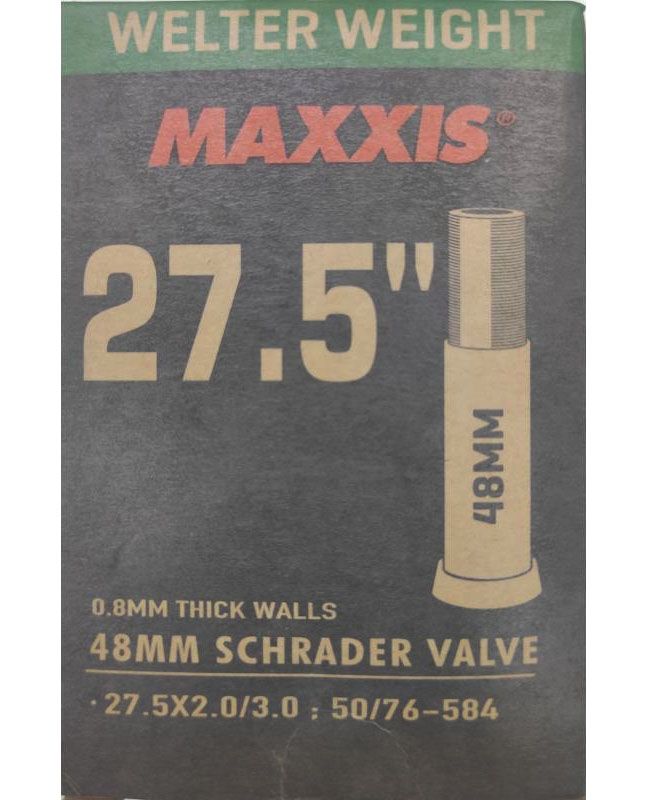 WELTER WEIGHT
MAXXIS®
27.5"
48MM
0.8MM THICK WALLS
48MM SCHRADER VALVE
· 27.5X2.0/3.0 ; 50/76-584